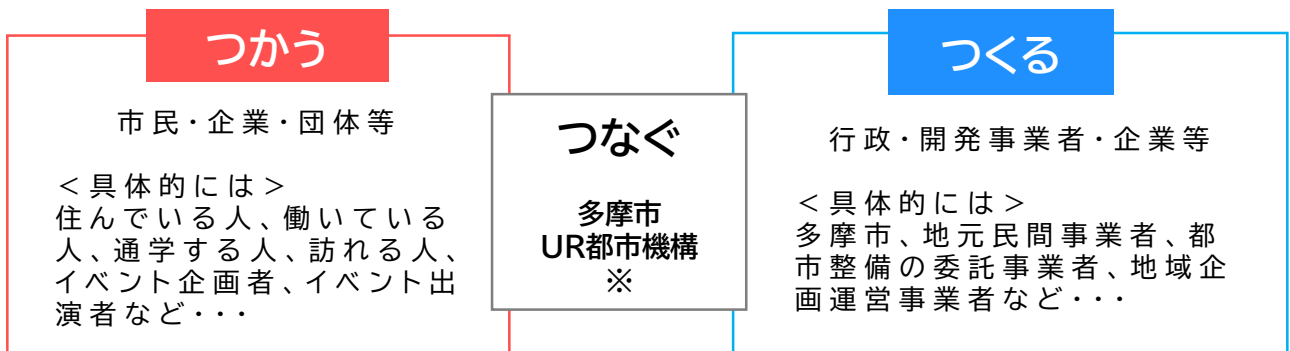 つかう
市民・企業・団体等
＜具体的には＞
住んでいる人、働いている
人、通学する人、訪れる人、
イベント企画者、イベント出
演者など・・・
つなぐ
多摩市
UR都市機構
※
つくる
行政・開発事業者・企業等
＜具体的には＞
多摩市、地元民間事業者、都
市整備の委託事業者、地域企
画運営事業者など・・・